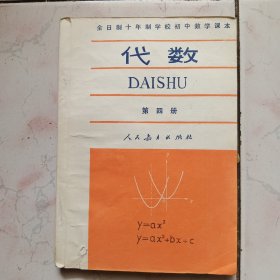 全日制十年制学校初中数学课本
代数
DAISHU
第四册
人民教育出版社
y=ax²
y=ax²+bx+c